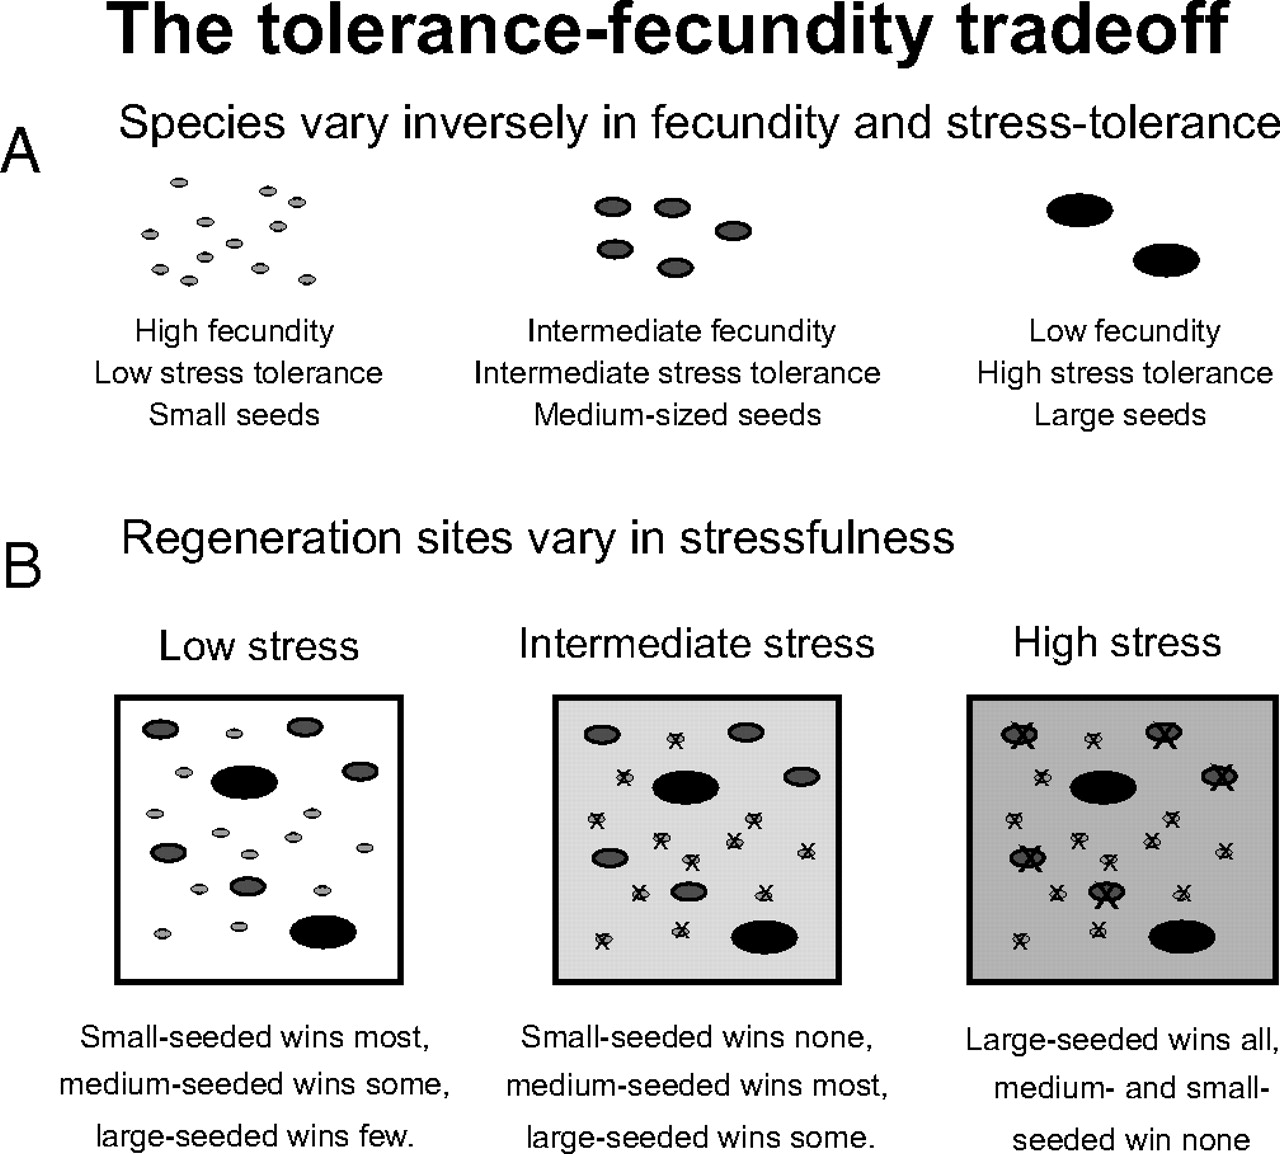 The tolerance-fecundity tradeoff
A
Species vary inversely in fecundity and stress-tolerance
High fecundity
Low stress tolerance
Small seeds
Intermediate fecundity
Intermediate stress tolerance
Medium-sized seeds
Low fecundity
High stress tolerance
Large seeds
B
Regeneration sites vary in stressfulness
Low stress
Intermediate stress
High stress
Small-seeded wins most,
medium-seeded wins some,
large-seeded wins few.
Small-seeded wins none,
medium-seeded wins most,
large-seeded wins some.
Large-seeded wins all,
medium- and small-
seeded win none